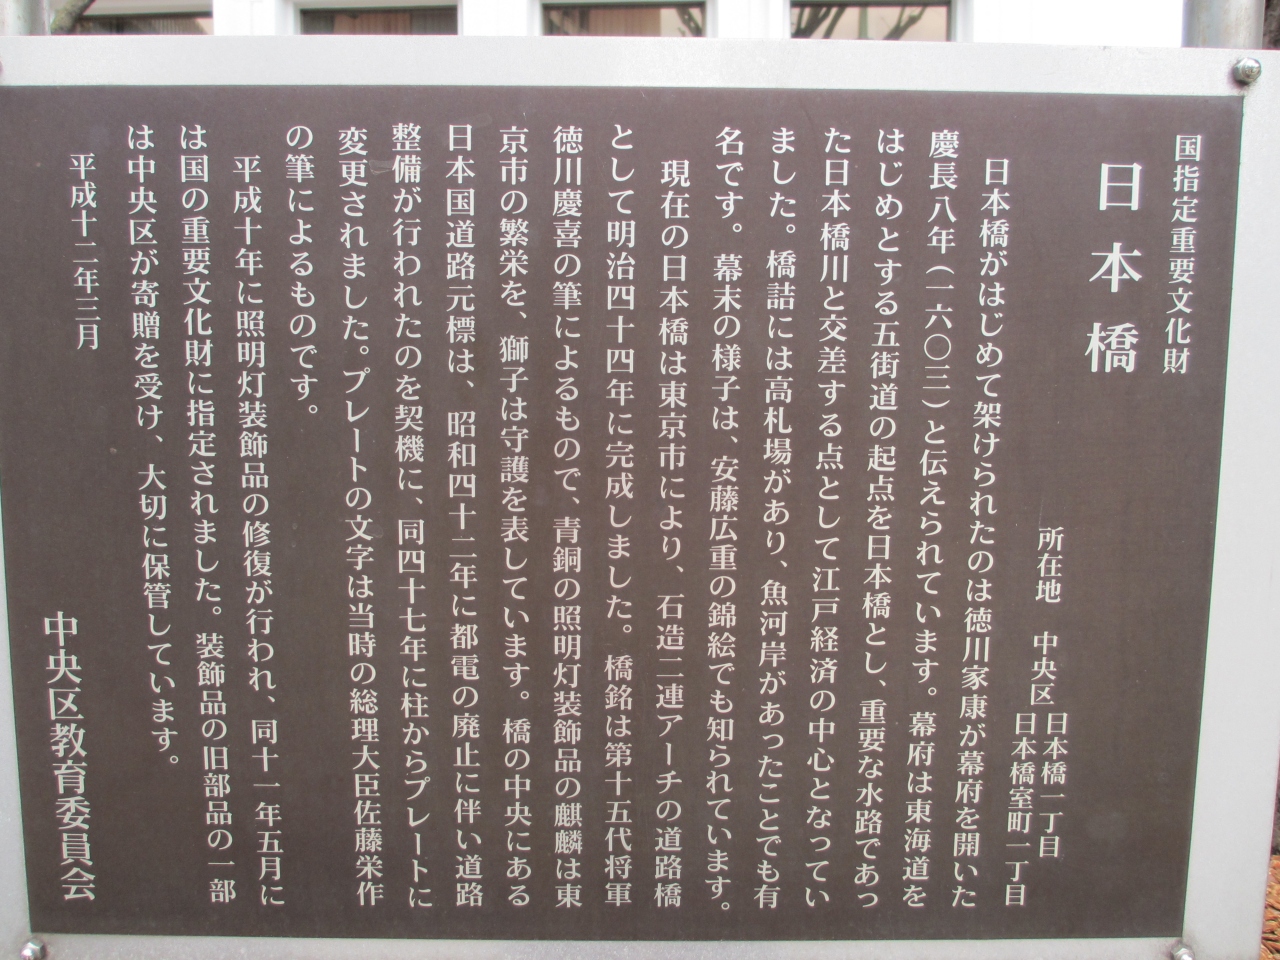 国指定重要文化財
日本橋
所在地 中央区 日本橋一丁目
日本橋室町一丁目
日本橋がはじめて架けられたのは徳川家康が幕府を開いた
慶長八年(一六〇三)と伝えられています。幕府は東海道を
はじめとする五街道の起点を日本橋とし、重要な水路であっ
た日本橋川と交差する点として江戸経済の中心となってい
ました。橋詰には高札場があり、魚河岸があったことでも有
名です。幕末の様子は、安藤広重の錦絵でも知られています。
現在の日本橋は東京市により、石造二連アーチの道路橋
として明治四十四年に完成しました。橋銘は第十五代将軍
徳川慶喜の筆によるもので、青銅の照明灯装飾品の麒麟は東
京市の繁栄を、獅子は守護を表しています。橋の中央にある
日本国道路元標は、昭和四十二年に都電の廃止に伴い道路
整備が行われたのを契機に、同四十七年に柱からプレートに
変更されました。プレートの文字は当時の総理大臣佐藤栄作
の筆によるものです。
平成十年に照明灯装飾品の修復が行われ、同十一年五月に
は国の重要文化財に指定されました。装飾品の旧部品の一部
は中央区が寄贈を受け、大切に保管しています。
平成十二年三月
中央区教育委員会